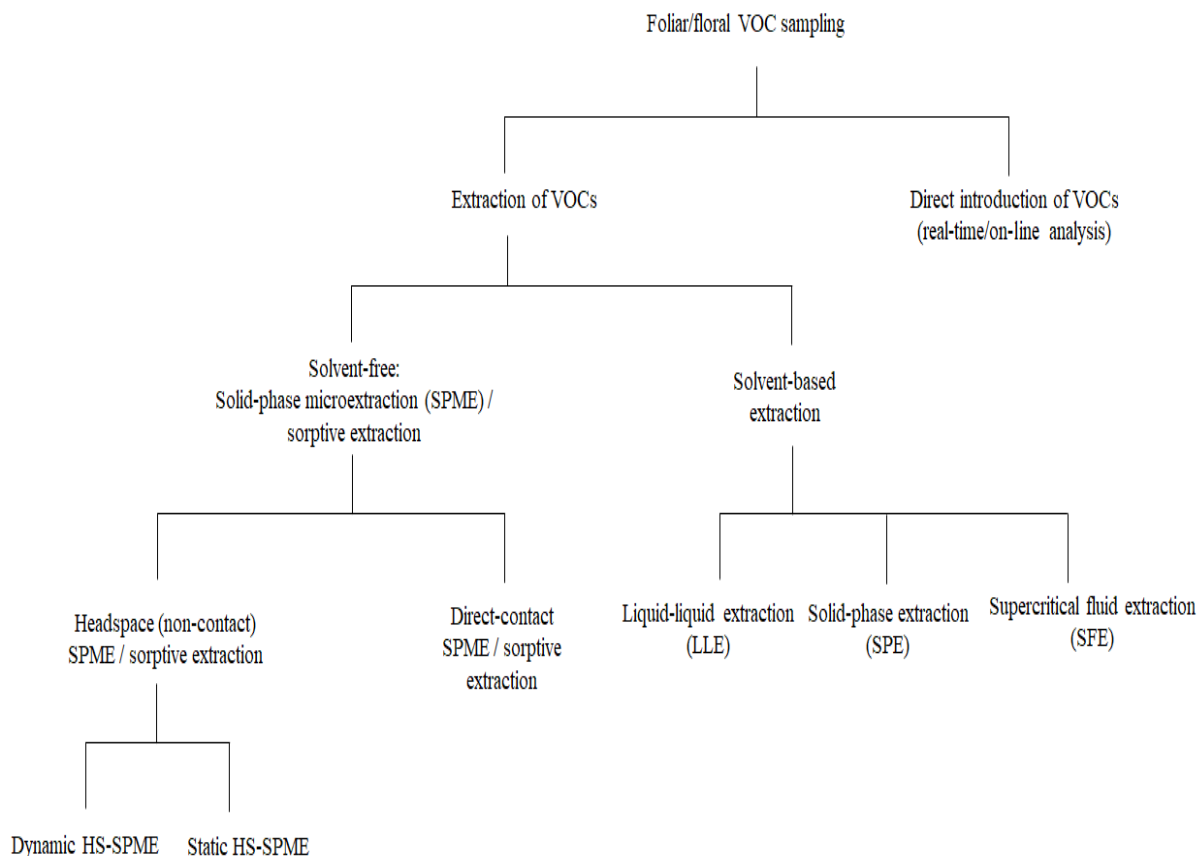 Foliar/floral VOC sampling
Extraction of VOCs
Direct introduction of VOCs
(real-time/on-line analysis)
Solvent-free:
Solid-phase microextraction (SPME) /
sorptive extraction
Solvent-based
extraction
Headspace (non-contact)
SPME / sorptive extraction
Direct-contact
SPME / sorptive
extraction
Liquid-liquid extraction
(LLE)
Solid-phase extraction
(SPE)
Supercritical fluid extraction
(SFE)
Dynamic HS-SPME
Static HS-SPME